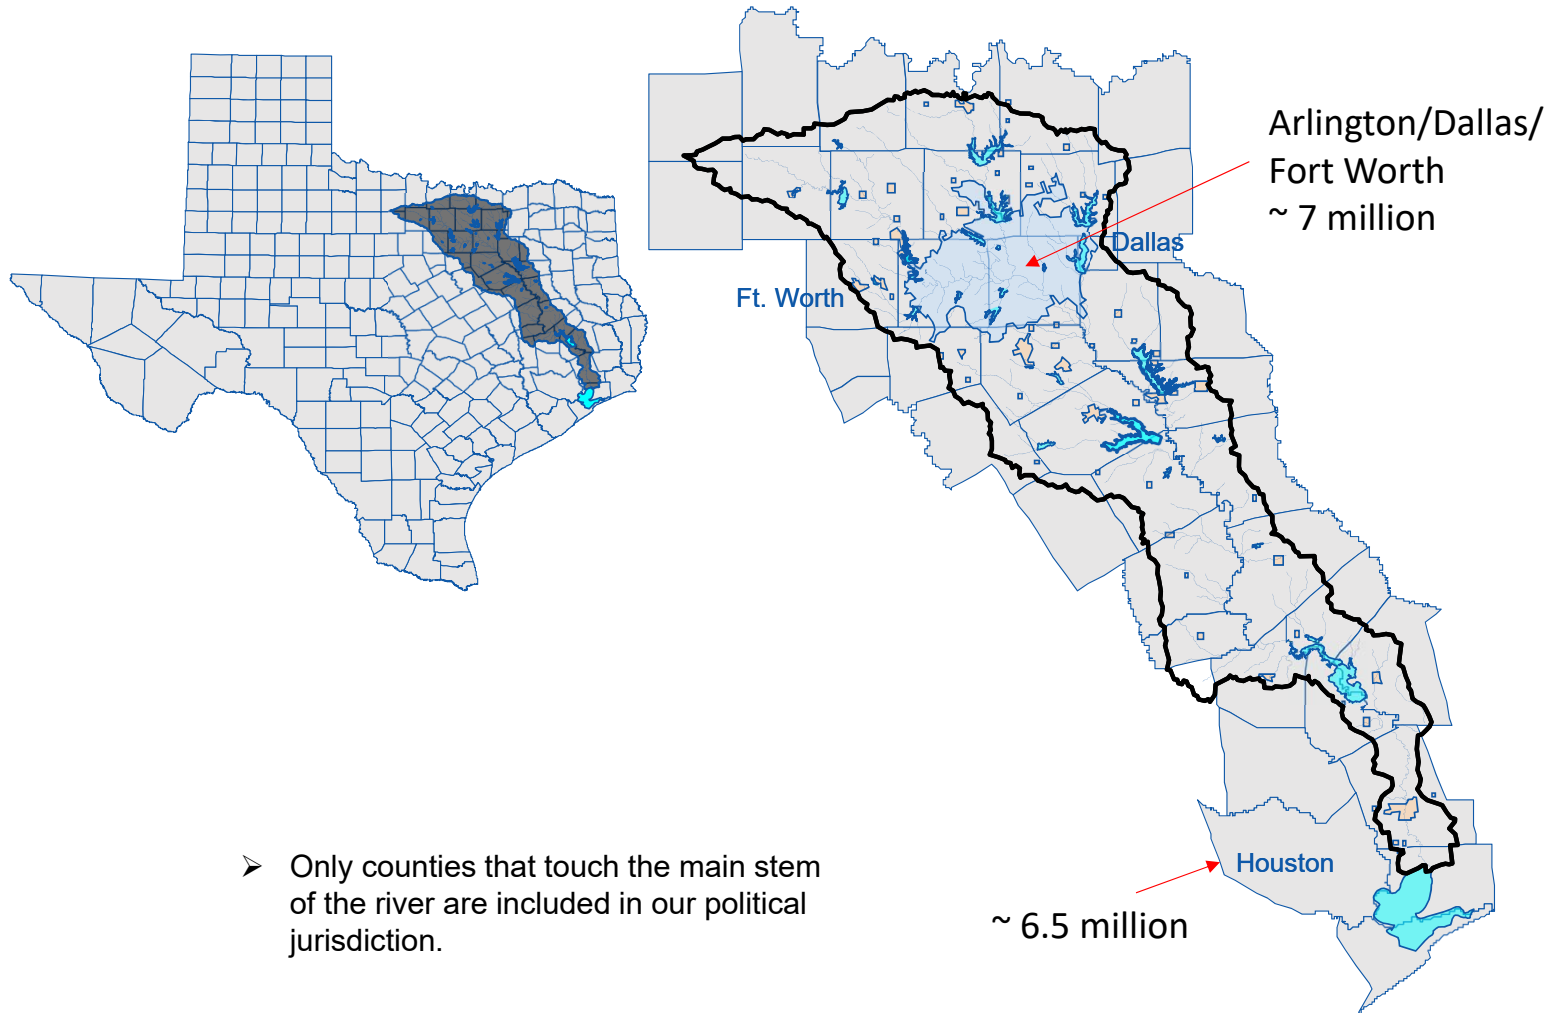 Arlington/Dallas/
Fort Worth
~ 7 million
Dallas
Ft. Worth
➢ Only counties that touch the main stem
of the river are included in our political
jurisdiction.
Houston
~ 6.5 million